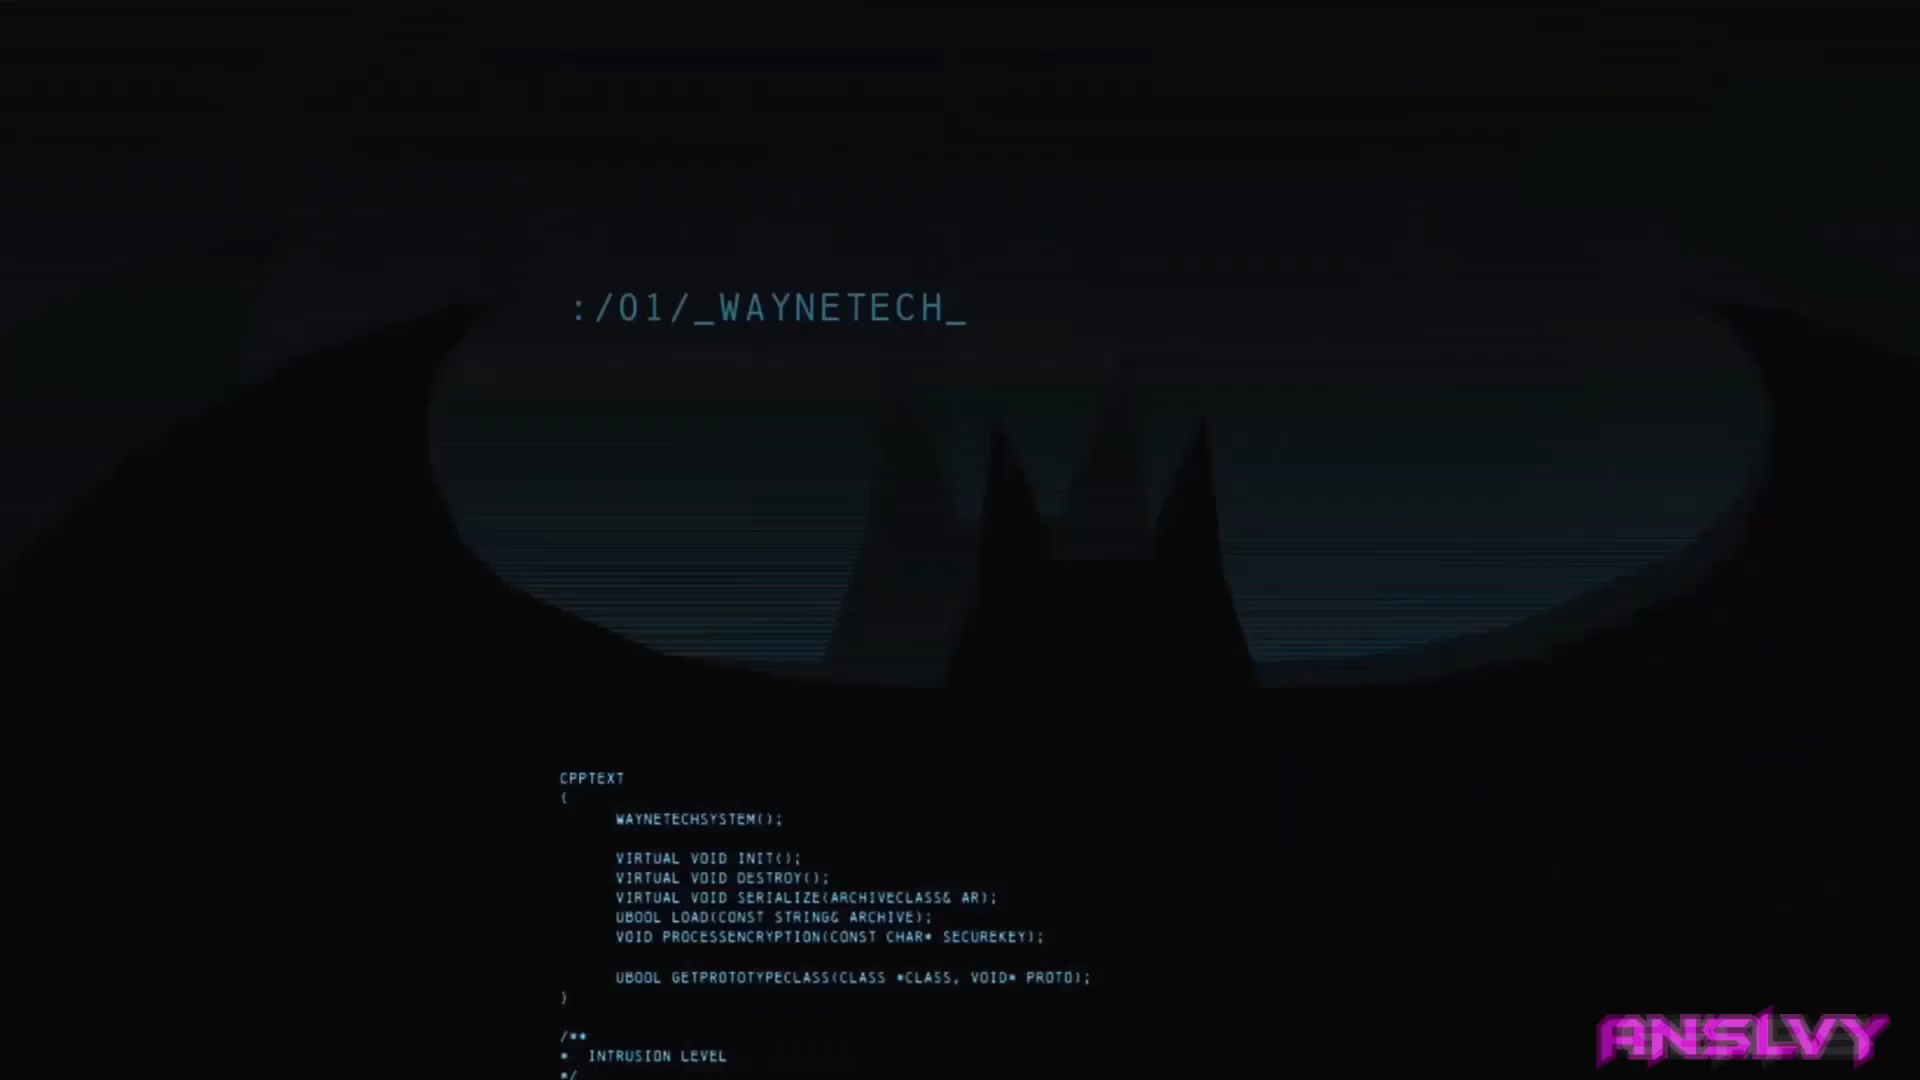 :/01/_WAYNETECH_
CPPTEXT
{
WAYNETECHSYSTEM();
VIRTUAL VOID INIT();
VIRTUAL VOID DESTROY();
VIRTUAL VOID SERIALIZE(ARCHIVECLASS& AR);
UBOOL LOAD(CONST STRING& ARCHIVE);
VOID PROCESSENCRYPTION(CONST CHAR* SECUREKEY);
UBOOL GETPROTOTYPECLASS(CLASS *CLASS, VOID* PROTO);
}
/**
* INTRUSION LEVEL
*/
ANSLVY